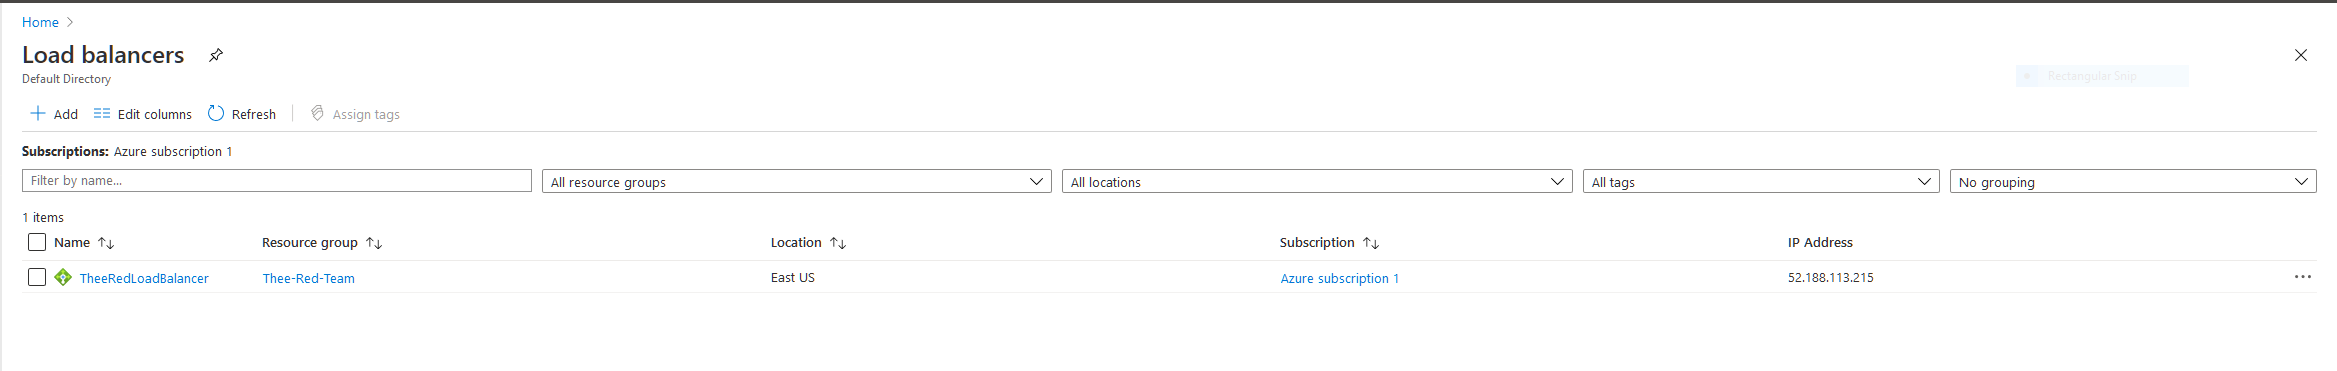 Home
Load balancers
Default Directory
Rectangular Snip
Add Edit columns Refresh Assign tags
Subscriptions: Azure subscription 1
Filter by name... All resource groups All locations All tags No grouping
1 items
Name Resource group Location Subscription IP Address
TheeRedLoadBalancer Thee-Red-Team East US Azure subscription 1 52.188.113.215